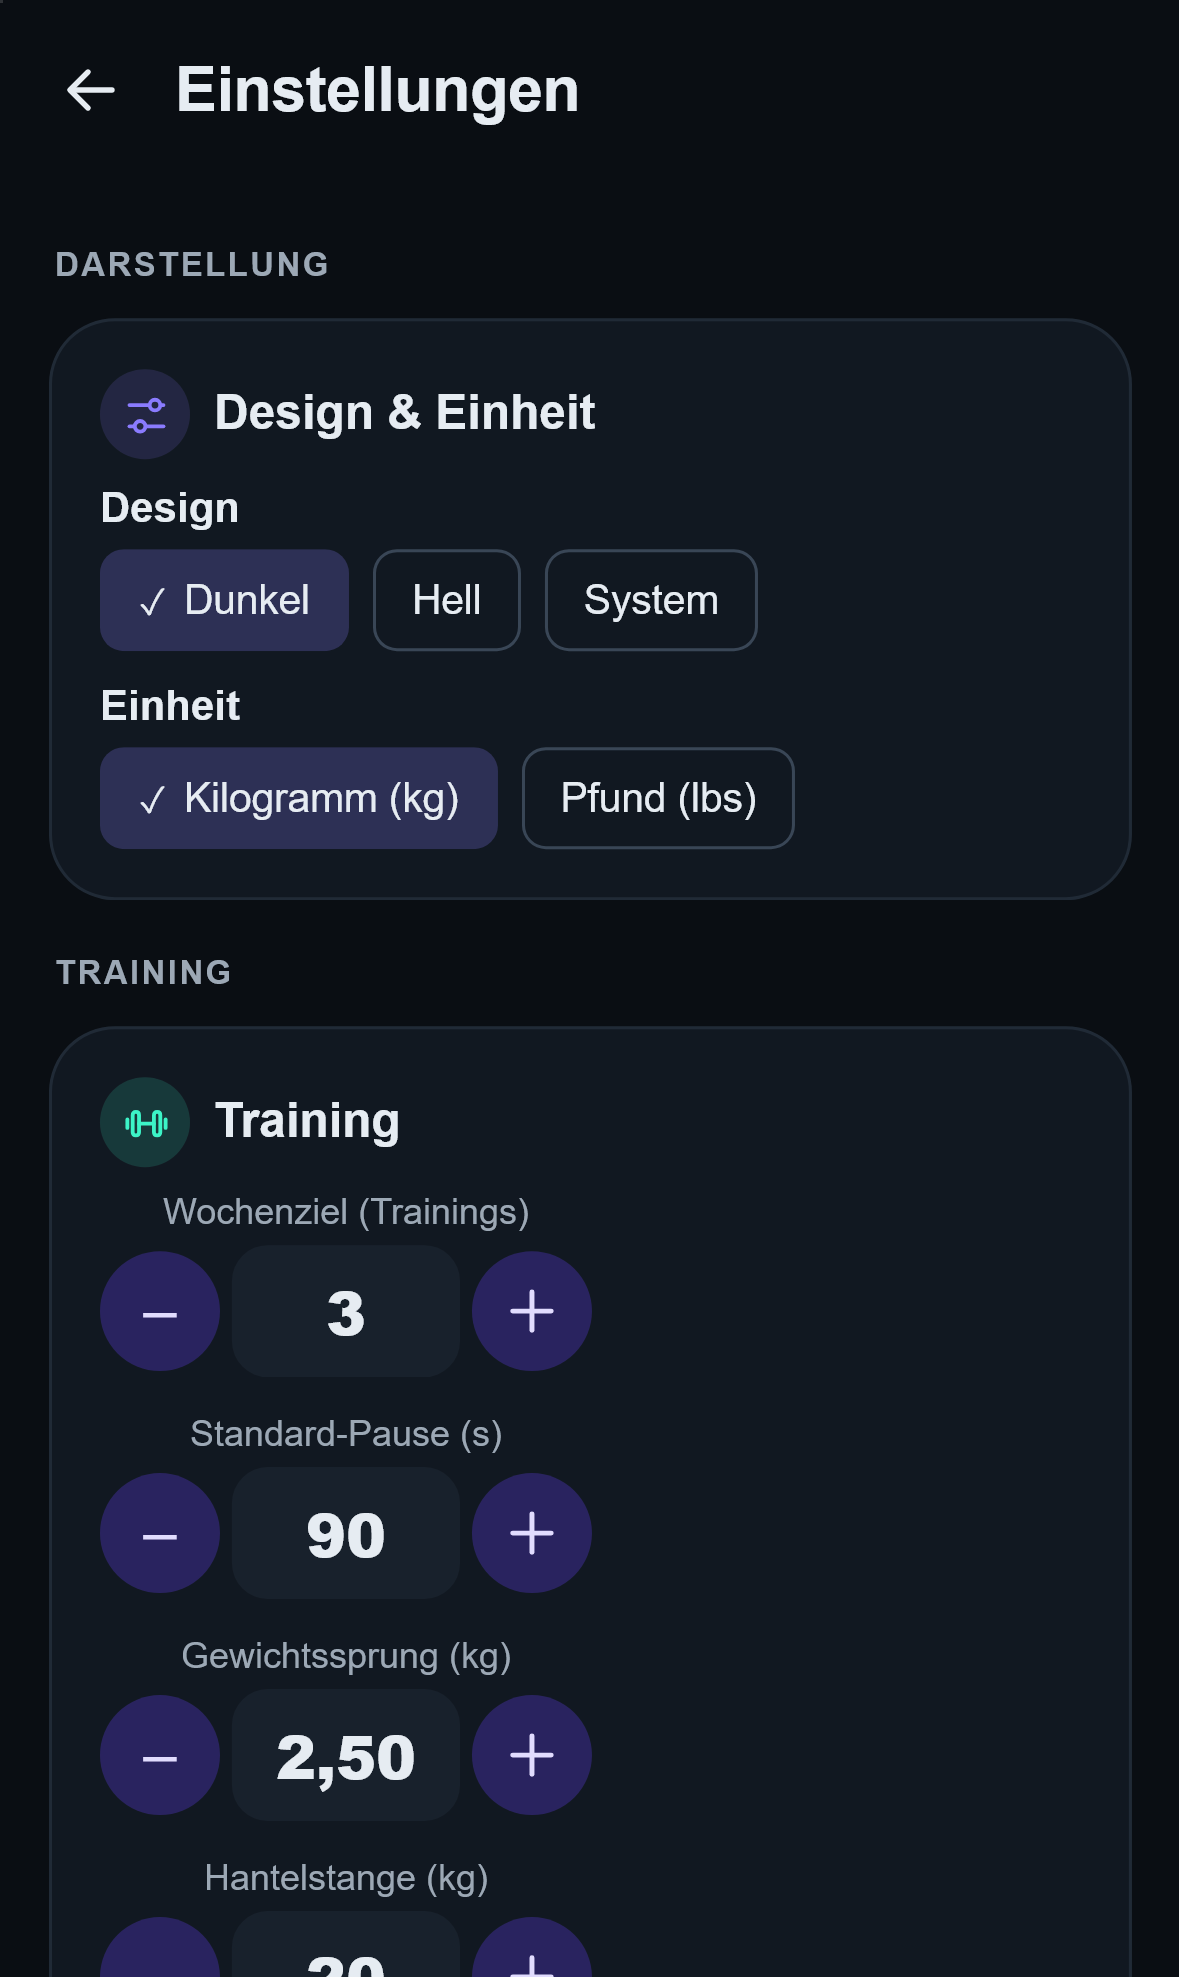 Einstellungen
DARSTELLUNG
Design & Einheit
Design
✓ Dunkel
Hell
System
Einheit
✓ Kilogramm (kg)
Pfund (lbs)
TRAINING
Training
Wochenziel (Trainings)
– 3 +
Standard-Pause (s)
– 90 +
Gewichtssprung (kg)
– 2,50 +
Hantelstange (kg)
20 +